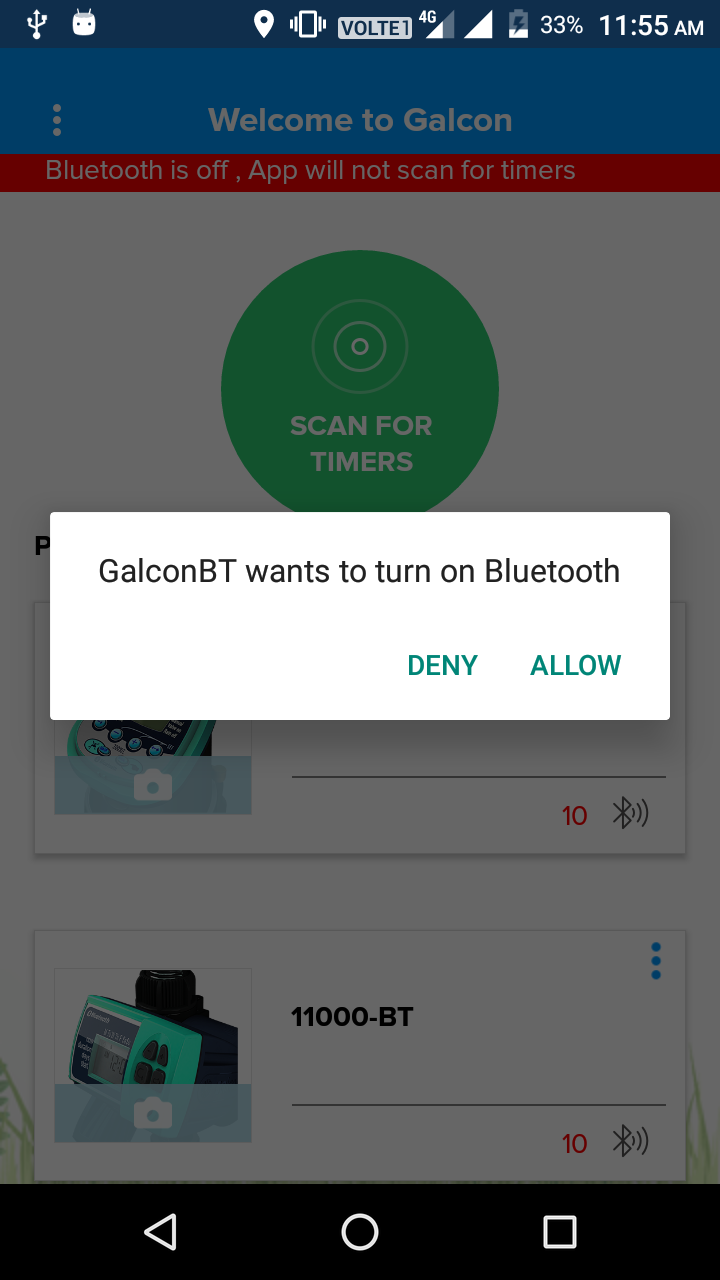 VOLTE1 4G 33% 11:55 AM
Welcome to Galcon
Bluetooth is off , App will not scan for timers
SCAN FOR
TIMERS
P
GalconBT wants to turn on Bluetooth
DENY ALLOW
10
11000-BT
10